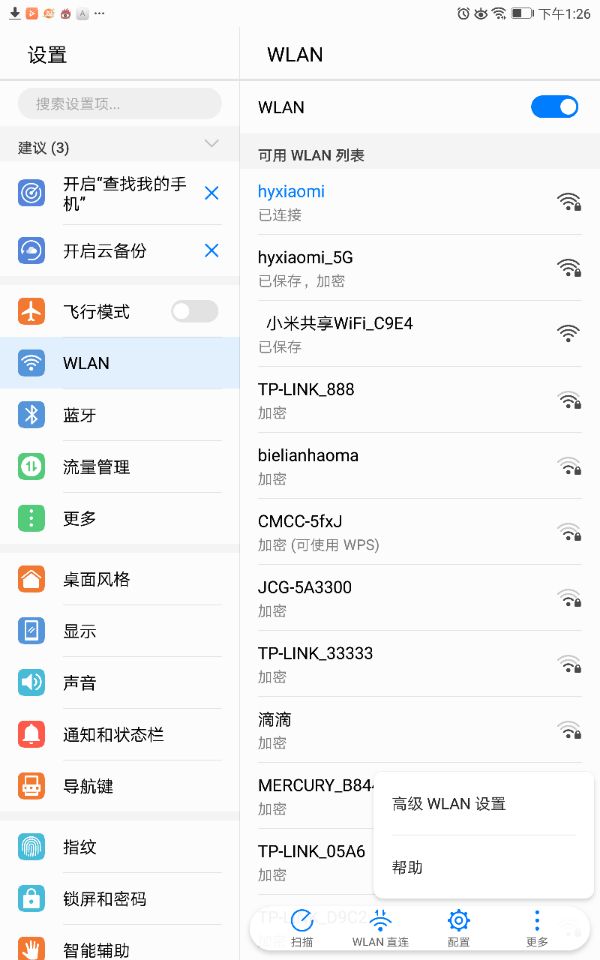 下午1:26
设置
搜索设置项...
建议 (3)
开启“查找我的手
机”
开启云备份
飞行模式
WLAN
蓝牙
流量管理
更多
桌面风格
显示
声音
通知和状态栏
导航键
指纹
锁屏和密码
智能辅助
WLAN
WLAN
可用 WLAN 列表
hyxiaomi
已连接
hyxiaomi_5G
已保存，加密
小米共享WiFi_C9E4
已保存
TP-LINK_888
加密
bielianhaoma
加密
CMCC-5fxJ
加密 (可使用 WPS)
JCG-5A3300
加密
TP-LINK_33333
加密
滴滴
加密
MERCURY_B84
加密
TP-LINK_05A6
加密
高级 WLAN 设置
帮助
扫描
WLAN 直连
配置
更多